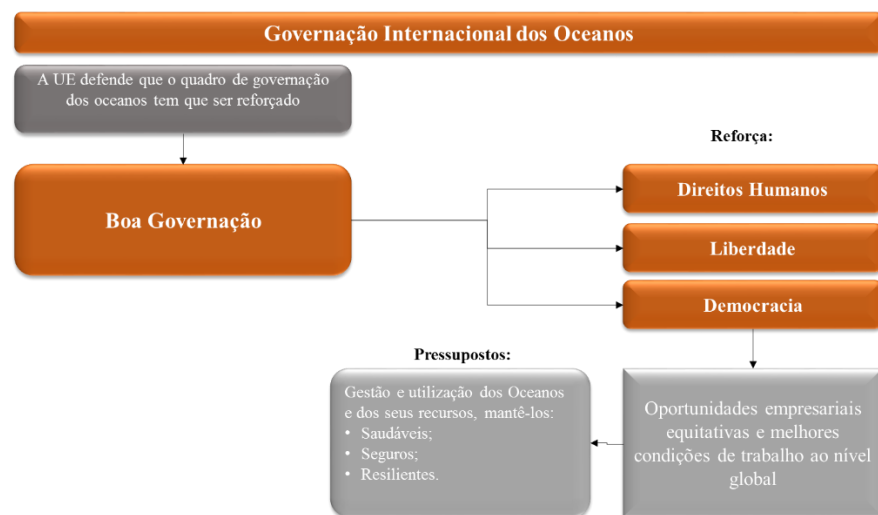 Governação Internacional dos Oceanos
A UE defende que o quadro de governação
dos oceanos tem que ser reforçado
Boa Governação
Reforça:
Direitos Humanos
Liberdade
Democracia
Pressupostos:
Gestão e utilização dos Oceanos
e dos seus recursos, mantê-los:
• Saudáveis;
• Seguros;
• Resilientes.
Oportunidades empresariais
equitativas e melhores
condições de trabalho ao nível
global